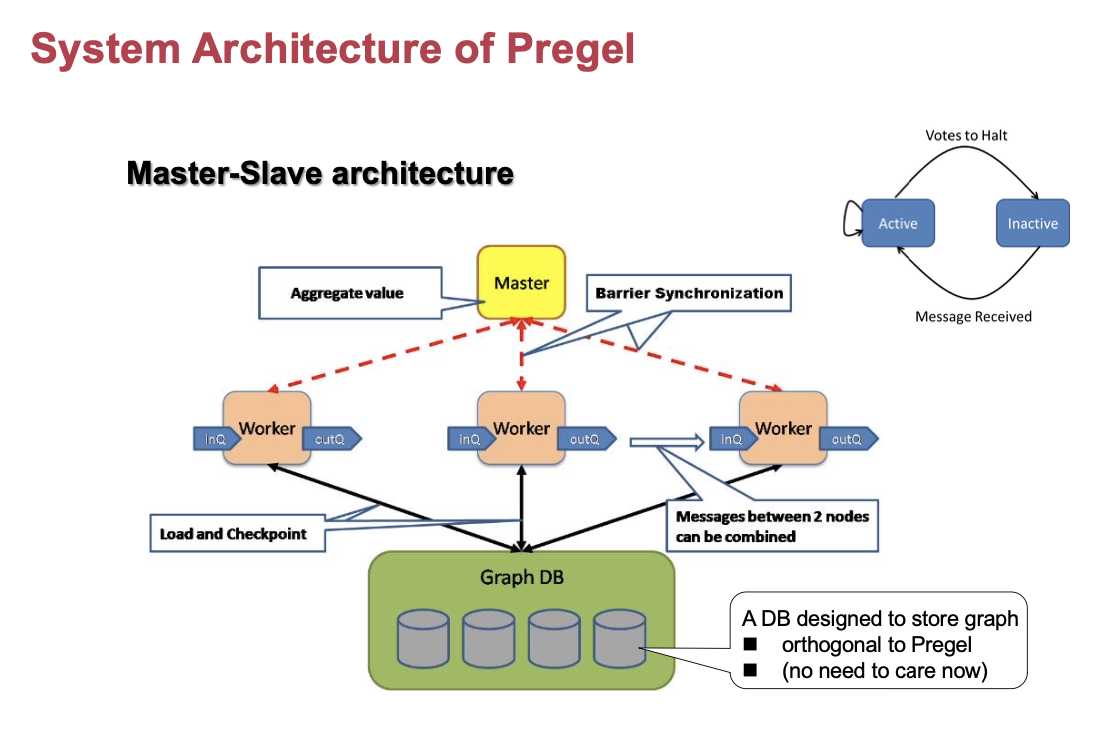 System Architecture of Pregel
Master-Slave architecture
Votes to Halt
Active
Inactive
Message Received
Master
Aggregate value
Barrier Synchronization
inQ
Worker
outQ
inQ
Worker
outQ
inQ
Worker
outQ
Load and Checkpoint
Messages between 2 nodes
can be combined
Graph DB
A DB designed to store graph
■ orthogonal to Pregel
■ (no need to care now)